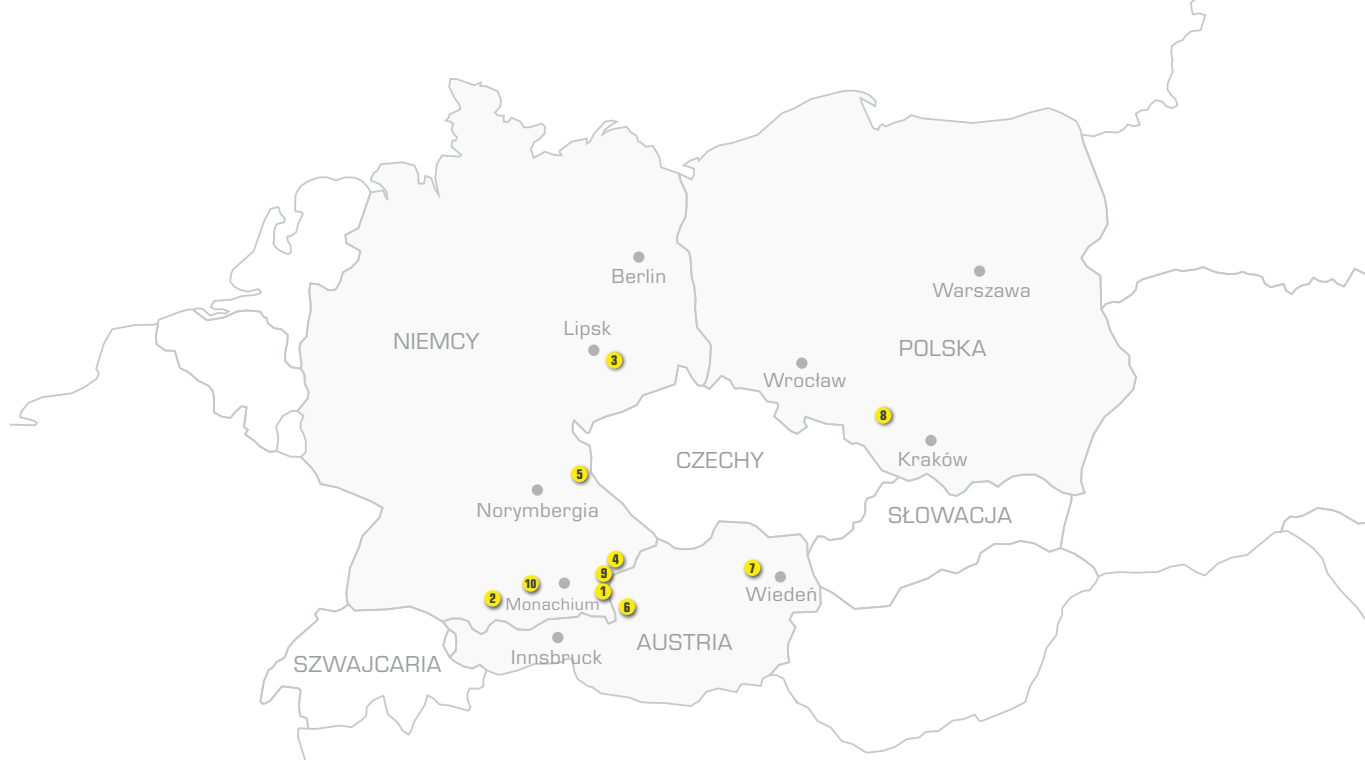 Berlin
Warszawa
Lipsk
NIEMCY
POLSKA
3
Wrocław
8
Kraków
CZECHY
5
Norymbergia
SŁOWACJA
4
7
9
10
Wiedeń
1
2
Monachium
6
AUSTRIA
Innsbruck
SZWAJCARIA